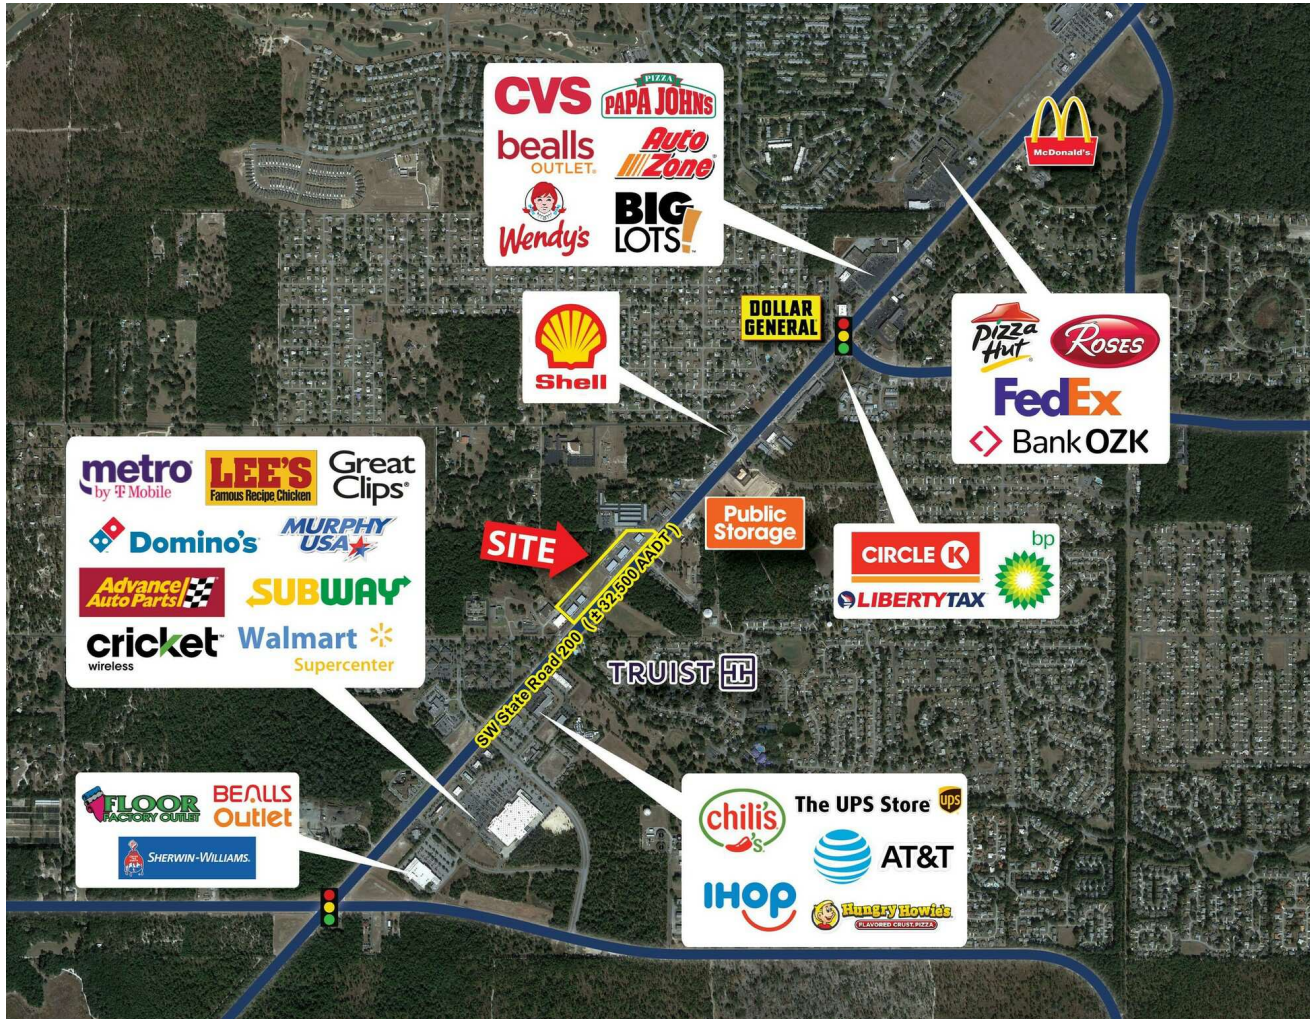 CVS
PIZZA
PAPA JOHN'S
bealls
OUTLET
Auto
Zone
Wendy's
BIG
LOTS!
McDonald's
DOLLAR
GENERAL
Shell
Pizza
Hut
ROSES
FedEx
Bank OZK
metro
by T Mobile
LEE'S
Famous Recipe Chicken
Great
Clips
Domino's
MURPHY
USA
Advance
Auto Parts
SUBWAY
cricket
wireless
Walmart
Supercenter
SITE
Public
Storage
CIRCLE K
bp
LIBERTY TAX
SW State Road 200 (± 32,500 AADT)
TRUIST
FLOOR
FACTORY OUTLET
BEALLS
Outlet
SHERWIN-WILLIAMS.
chili's
's.
The UPS Store
ups
AT&T
IHOP
Hungry Howie's
FLAVORED CRUST PIZZA